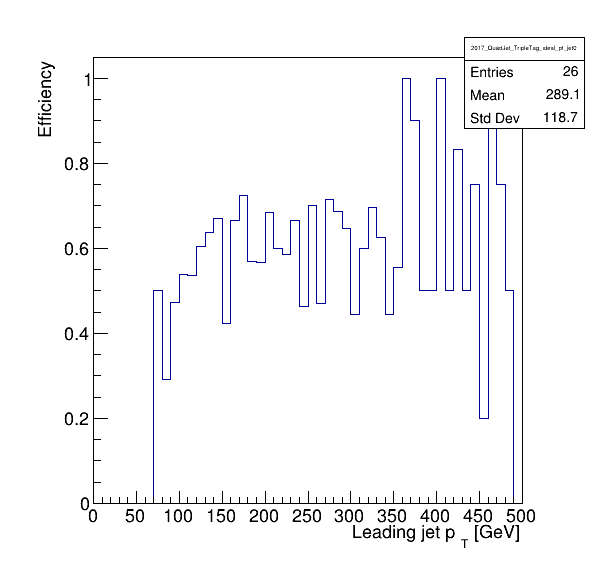 2017_QuadJet_TripleTag_ideal_pt_jet0
Entries 26
Mean 289.1
Std Dev 118.7
Efficiency
1
0.8
0.6
0.4
0.2
0
0 50 100 150 200 250 300 350 400 450 500
Leading jet p T [GeV]